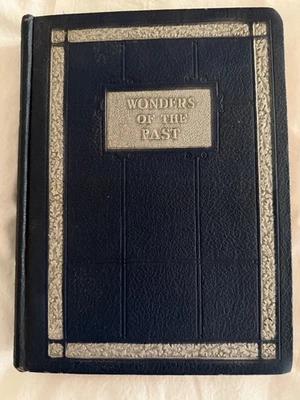 WONDERS
OF THE
PAST